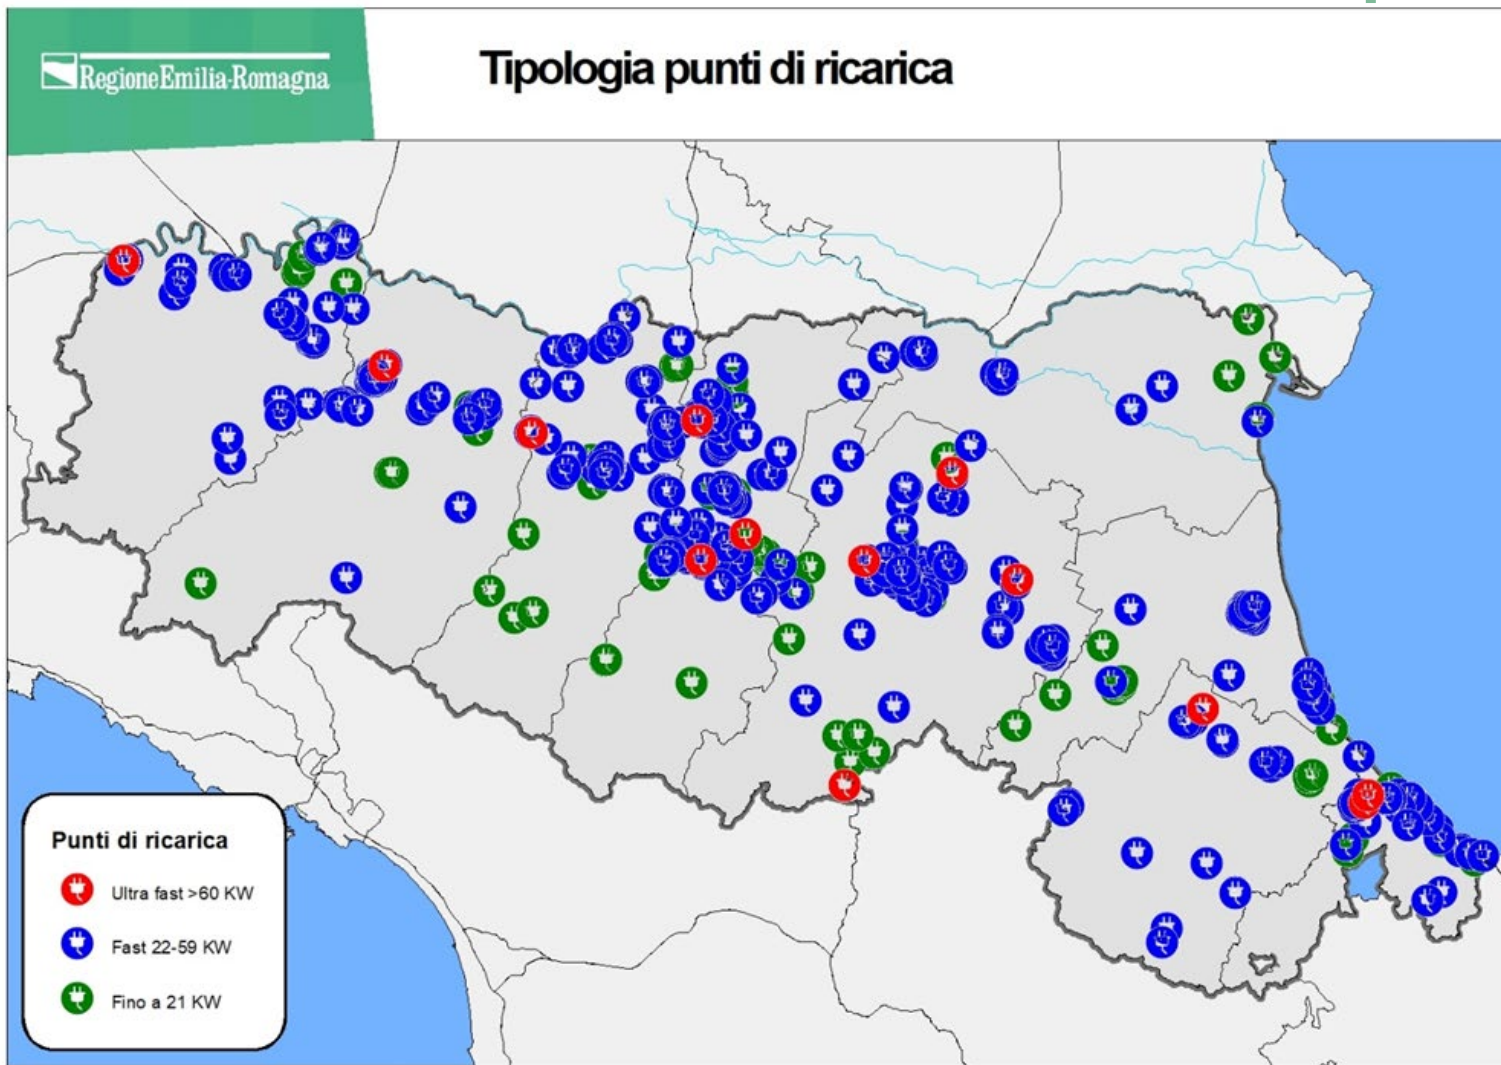 RegioneEmilia-Romagna
Tipologia punti di ricarica
Punti di ricarica
Ultra fast >60 KW
Fast 22-59 KW
Fino a 21 KW